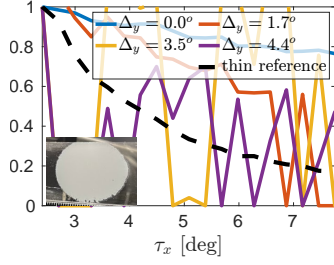 1
0.8
0.6
0.4
0.2
0
Δ_y = 0.0°
Δ_y = 1.7°
Δ_y = 3.5°
Δ_y = 4.4°
thin reference
3
4
5
6
7
τ_x [deg]